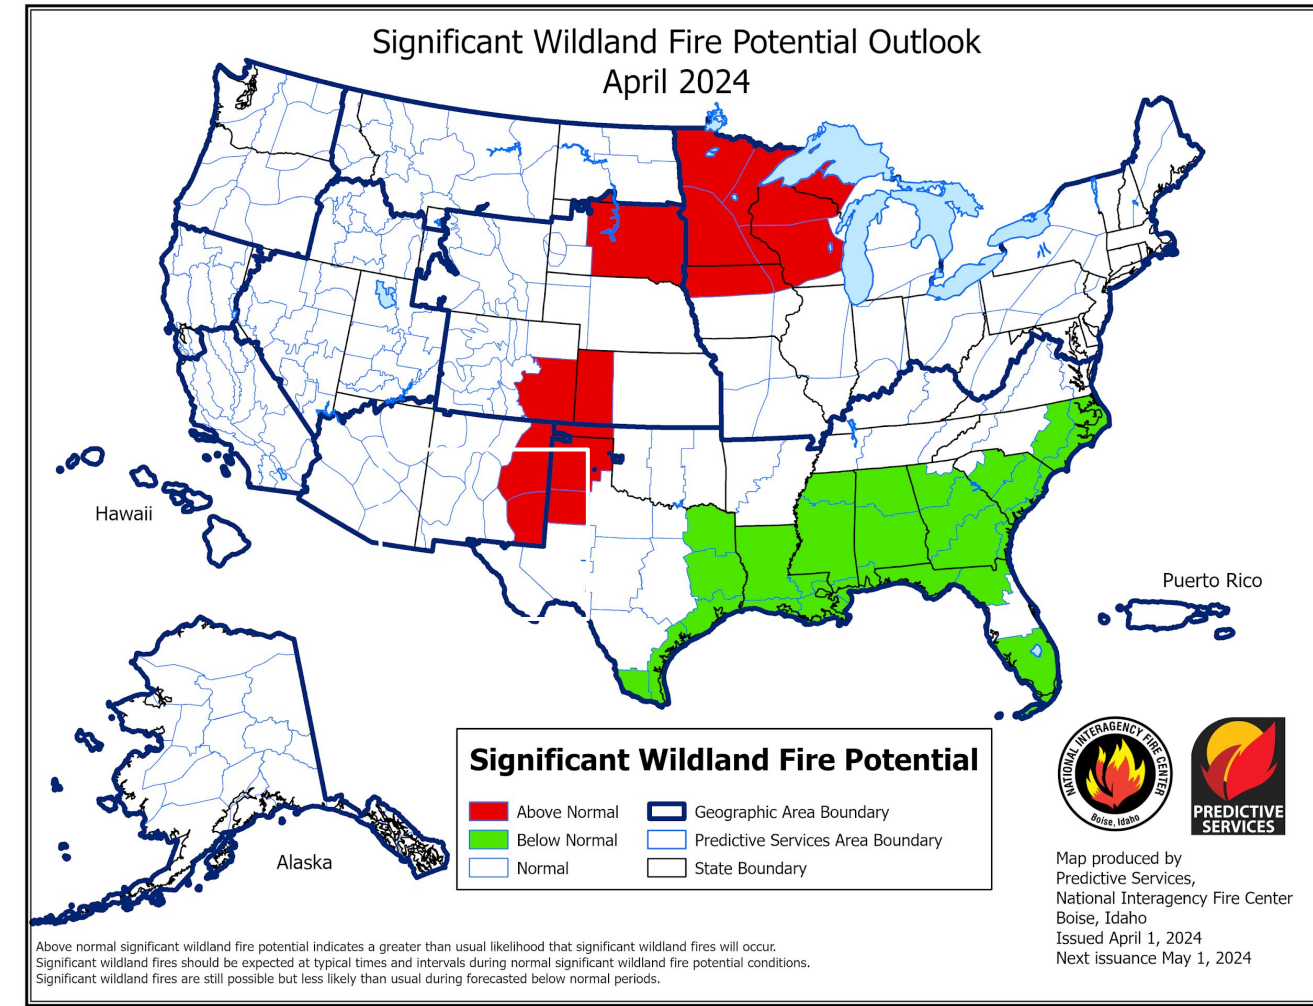 Significant Wildland Fire Potential Outlook
April 2024
Hawaii
Puerto Rico
Alaska
Significant Wildland Fire Potential
Above Normal
Below Normal
Normal
Geographic Area Boundary
Predictive Services Area Boundary
State Boundary
NATIONAL INTERAGENCY FIRE CENTER
Boise, Idaho
PREDICTIVE
SERVICES
Map produced by
Predictive Services,
National Interagency Fire Center
Boise, Idaho
Issued April 1, 2024
Next issuance May 1, 2024
Above normal significant wildland fire potential indicates a greater than usual likelihood that significant wildland fires will occur.
Significant wildland fires should be expected at typical times and intervals during normal significant wildland fire potential conditions.
Significant wildland fires are still possible but less likely than usual during forecasted below normal periods.